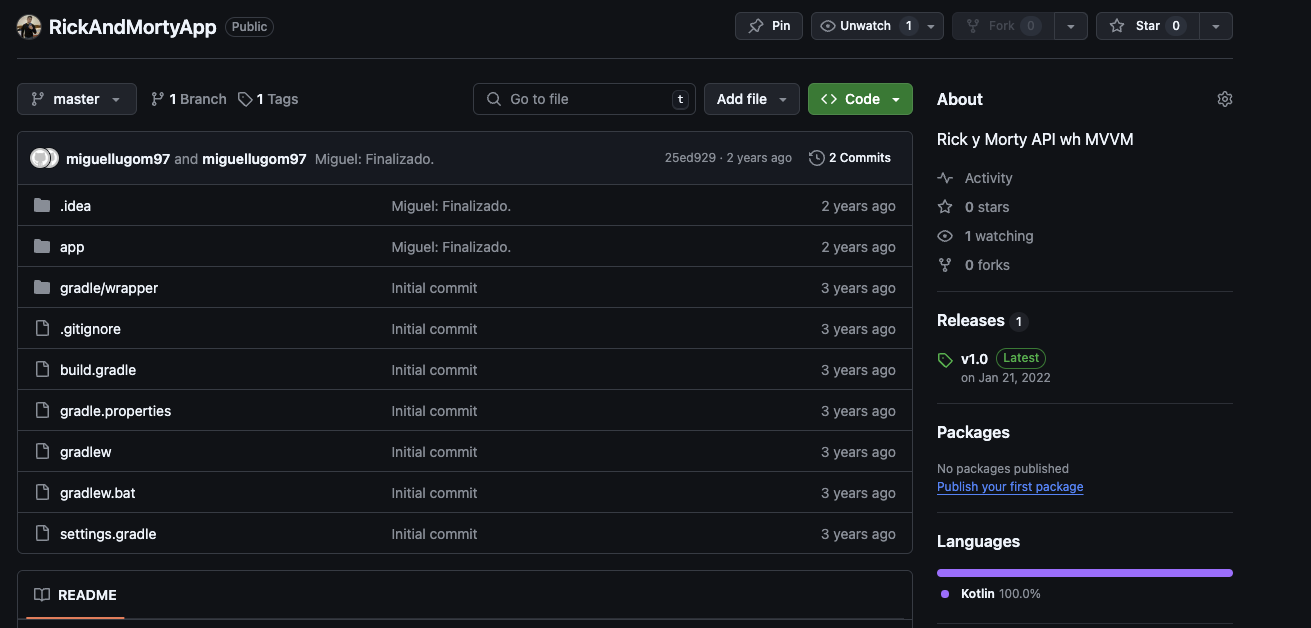 RickAndMortyApp Public Pin Unwatch 1 Fork 0 Star 0
master 1 Branch 1 Tags Go to file t Add file Code
miguellugom97 and miguellugom97 Miguel: Finalizado. 25ed929 · 2 years ago 2 Commits
.idea Miguel: Finalizado. 2 years ago
app Miguel: Finalizado. 2 years ago
gradle/wrapper Initial commit 3 years ago
.gitignore Initial commit 3 years ago
build.gradle Initial commit 3 years ago
gradle.properties Initial commit 3 years ago
gradlew Initial commit 3 years ago
gradlew.bat Initial commit 3 years ago
settings.gradle Initial commit 3 years ago
README
About
Rick y Morty API wh MVVM
Activity
0 stars
1 watching
0 forks
Releases 1
v1.0 Latest
on Jan 21, 2022
Packages
No packages published
Publish your first package
Languages
Kotlin 100.0%